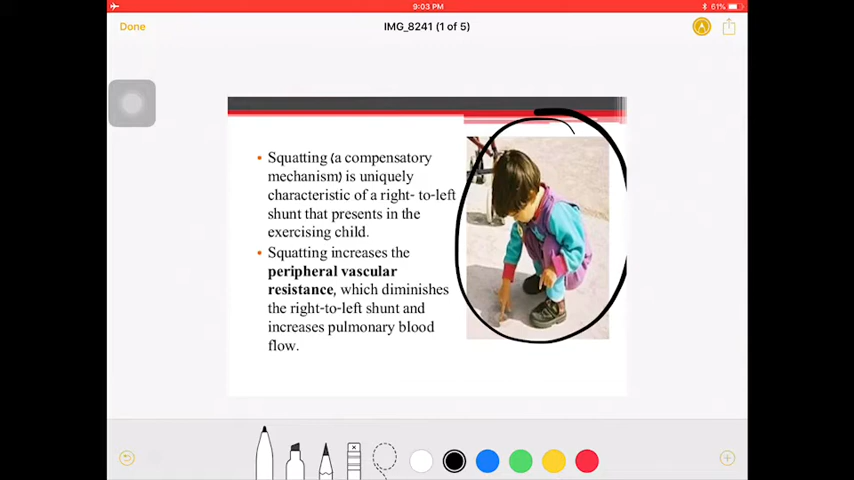 9:03 PM
61%
Done
IMG_8241 (1 of 5)
• Squatting (a compensatory
mechanism) is uniquely
characteristic of a right- to-left
shunt that presents in the
exercising child.
• Squatting increases the
peripheral vascular
resistance, which diminishes
the right-to-left shunt and
increases pulmonary blood
flow.